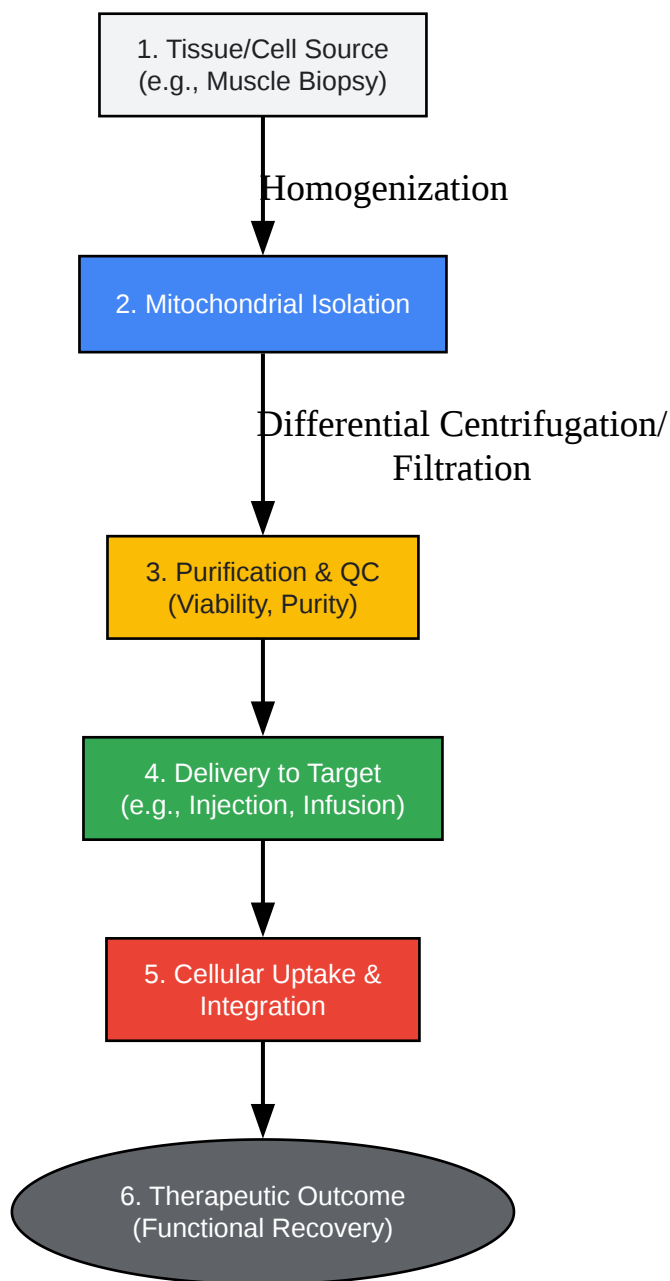 1. Tissue/Cell Source
(e.g., Muscle Biopsy)
Homogenization
2. Mitochondrial Isolation
Differential Centrifugation/
Filtration
3. Purification & QC
(Viability, Purity)
4. Delivery to Target
(e.g., Injection, Infusion)
5. Cellular Uptake &
Integration
6. Therapeutic Outcome
(Functional Recovery)